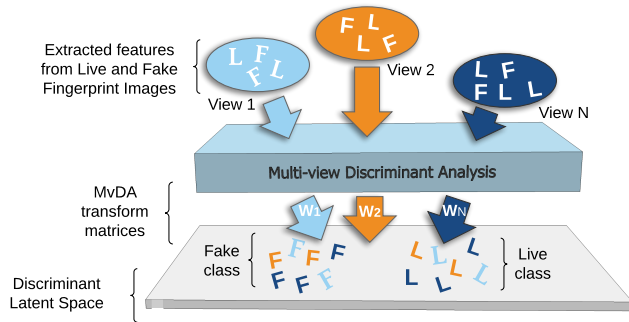 Extracted features
from Live and Fake
Fingerprint Images
L F
F L
View 1
F L
L F
View 2
L F
F L L
View N
Multi-view Discriminant Analysis
MvDA
transform
matrices
W1
W2
WN
Fake
class
F F F F
F F F
L L L
L L L L
Live
class
Discriminant
Latent Space